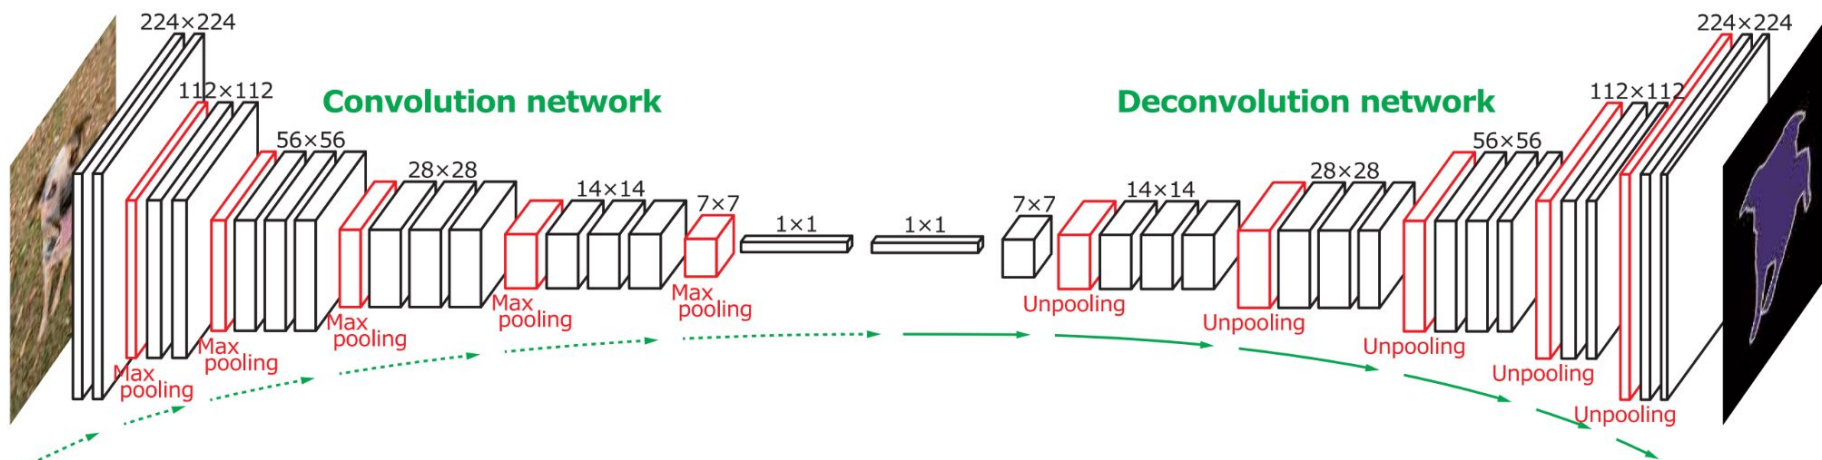 224×224
112×112
Convolution network
56×56
28×28
14×14
7×7
1×1
1×1
7×7
14×14
28×28
Deconvolution network
56×56
112×112
224×224
Max
pooling
Max
pooling
Max
pooling
Max
pooling
Max
pooling
Unpooling
Unpooling
Unpooling
Unpooling
Unpooling